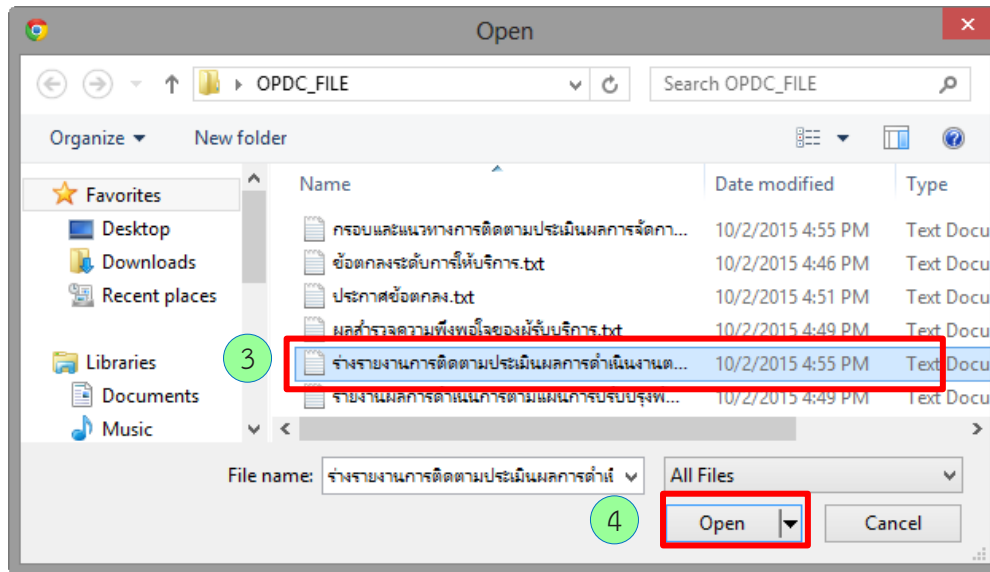 Open
OPDC_FILE
Search OPDC_FILE
Organize
New folder
Name
Date modified
Type
Favorites
Desktop
Downloads
Recent places
Libraries
Documents
Music
กรอบและแนวทางการติดตามประเมินผลการจัดกา... 10/2/2015 4:55 PM Text Docu
ข้อตกลงระดับการให้บริการ.txt 10/2/2015 4:46 PM Text Docu
ประกาศข้อตกลง.txt 10/2/2015 4:51 PM Text Docu
ผลสำรวจความพึงพอใจของผู้รับบริการ.txt 10/2/2015 4:49 PM Text Docu
3
ร่างรายงานการติดตามประเมินผลการดำเนินงานต... 10/2/2015 4:55 PM Text Docu
รายงานผลการดำเนินการตามแผนการปรับปรุงพ... 10/2/2015 4:49 PM Text Docu
File name: ร่างรายงานการติดตามประเมินผลการดำเ
All Files
4
Open
Cancel